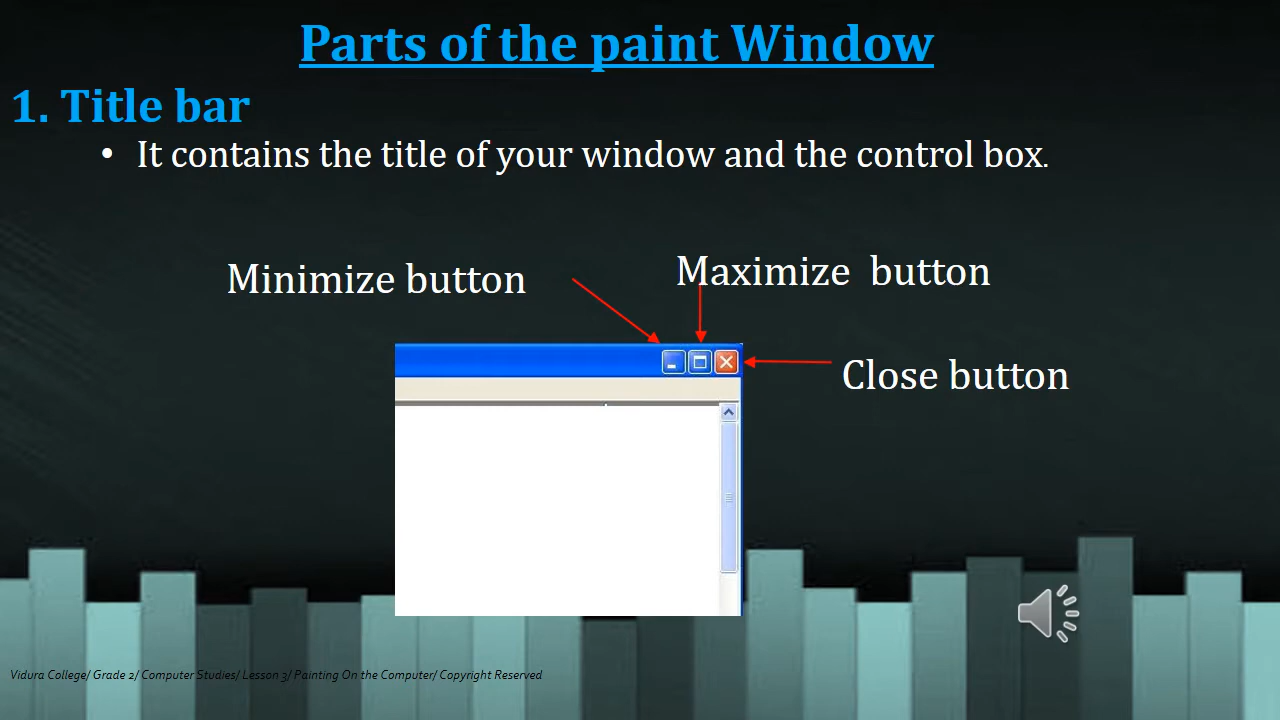 Parts of the paint Window
1. Title bar
• It contains the title of your window and the control box.
Minimize button
Maximize  button
Close button
Vidura College/ Grade 2/ Computer Studies/ Lesson 3/ Painting On the Computer/ Copyright Reserved